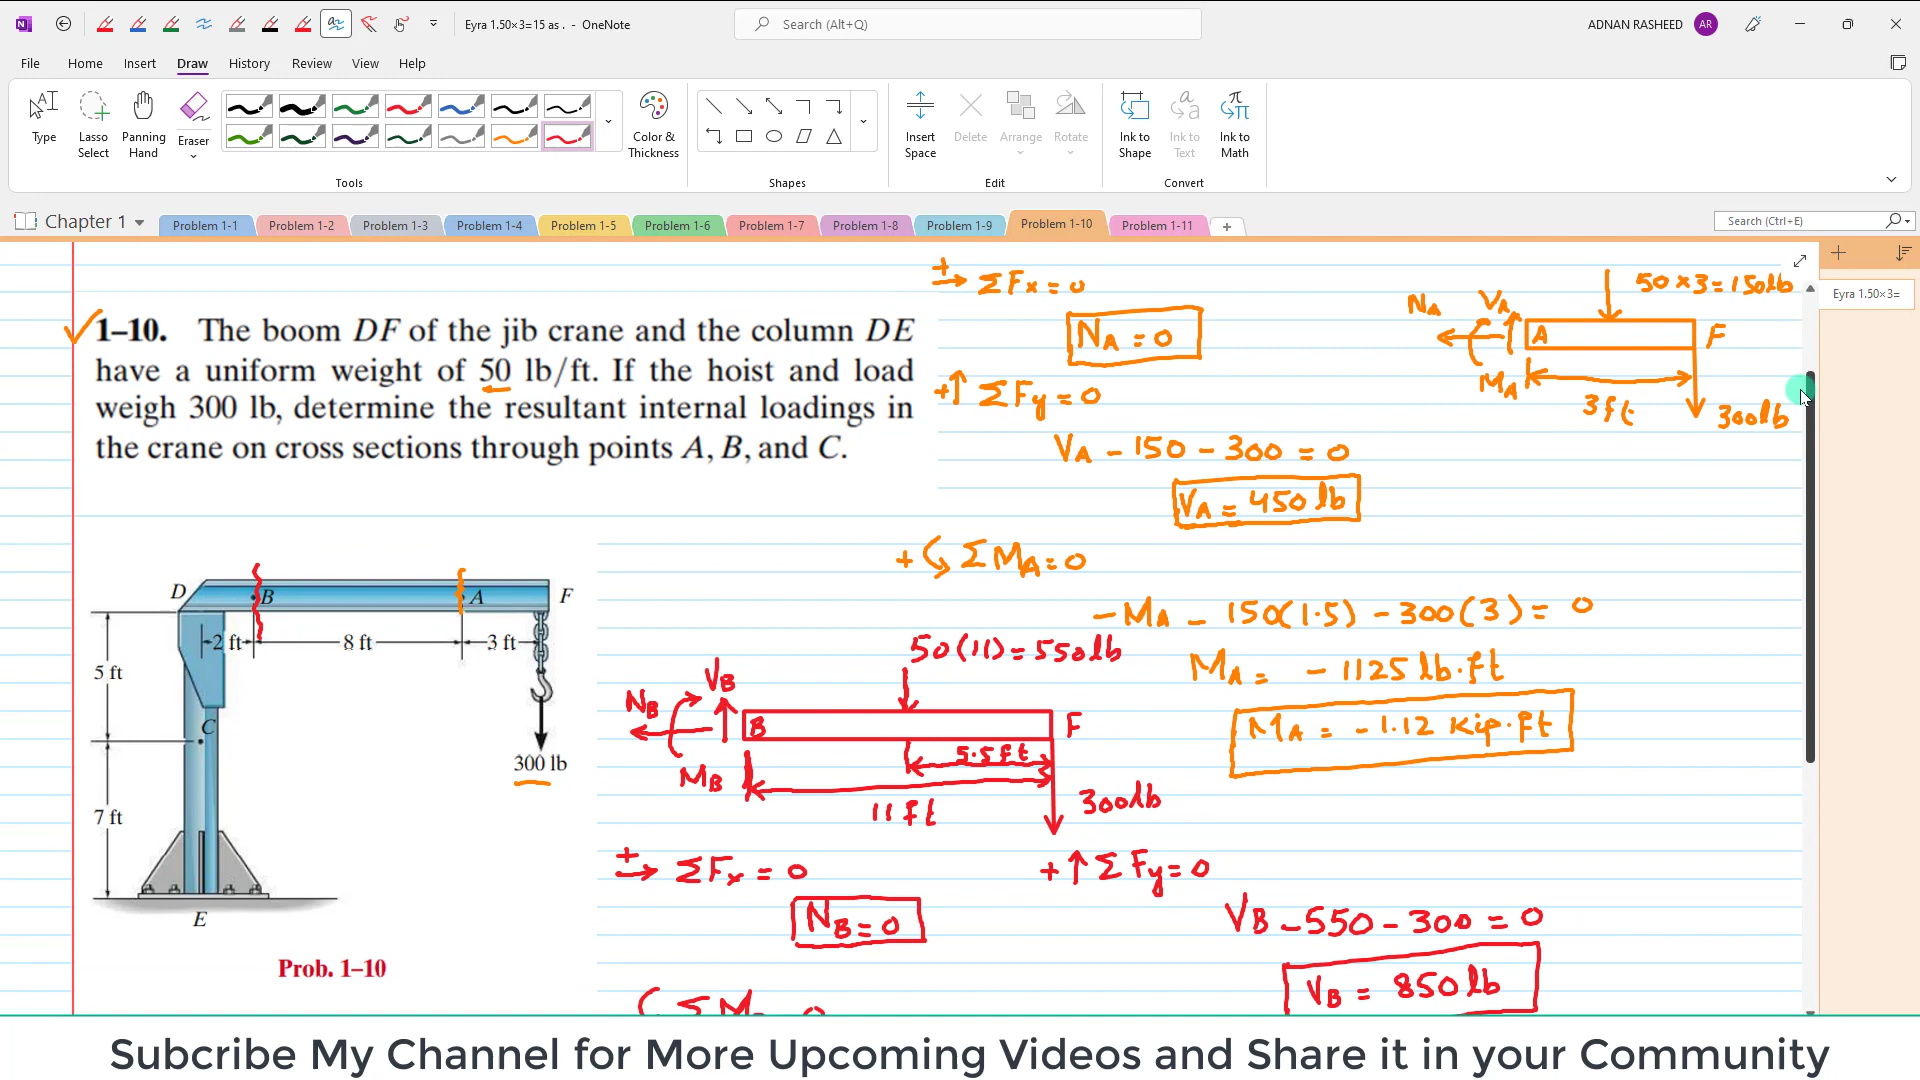 Eyra 1.50×3=15 as . - OneNote
Search (Alt+Q)
ADNAN RASHEED
AR
File Home Insert Draw History Review View Help
Type
Lasso Select
Panning Hand
Eraser
Color & Thickness
Insert Space
Delete
Arrange
Rotate
Ink to Shape
Ink to Text
Ink to Math
Tools
Shapes
Edit
Convert
Chapter 1
Problem 1-1
Problem 1-2
Problem 1-3
Problem 1-4
Problem 1-5
Problem 1-6
Problem 1-7
Problem 1-8
Problem 1-9
Problem 1-10
Problem 1-11
+
Search (Ctrl+E)
Eyra 1.50×3=
1–10. The boom DF of the jib crane and the column DE
have a uniform weight of 50 lb/ft. If the hoist and load
weigh 300 lb, determine the resultant internal loadings in
the crane on cross sections through points A, B, and C.
D
B
A
F
2 ft
8 ft
3 ft
5 ft
C
300 lb
7 ft
E
Prob. 1–10
+→ ΣFx = 0
NA = 0
+↑ ΣFy = 0
VA - 150 - 300 = 0
VA = 450 lb
+ ΣMA = 0
-MA - 150(1.5) - 300(3) = 0
MA = -1125 lb.ft
MA = -1.12 Kip.ft
50×3=150lb
NA
VA
A
F
MA
3ft
300lb
50(11)=550lb
VB
NB
B
F
MB
5.5ft
11ft
300lb
+→ ΣFx = 0
NB = 0
+↑ ΣFy = 0
VB - 550 - 300 = 0
VB = 850 lb
Subcribe My Channel for More Upcoming Videos and Share it in your Community